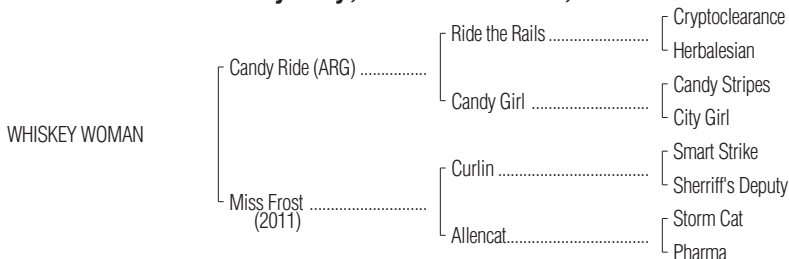 Cryptoclearance
Ride the Rails ........................
Herbalesian
Candy Ride (ARG) ................
Candy Stripes
Candy Girl ............................
City Girl
WHISKEY WOMAN
Smart Strike
Curlin ....................................
Sherriff's Deputy
Miss Frost ............................
(2011)
Storm Cat
Allencat..................................
Pharma